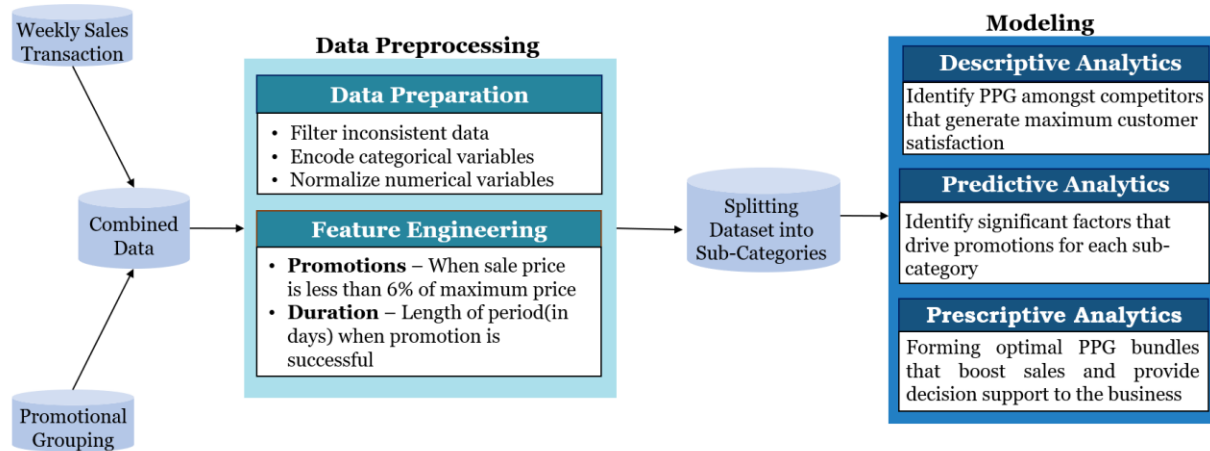 Weekly Sales
Transaction
Combined
Data
Promotional
Grouping
Data Preprocessing
Data Preparation
• Filter inconsistent data
• Encode categorical variables
• Normalize numerical variables
Feature Engineering
• Promotions – When sale price
is less than 6% of maximum price
• Duration – Length of period(in
days) when promotion is
successful
Splitting
Dataset into
Sub-Categories
Modeling
Descriptive Analytics
Identify PPG amongst competitors
that generate maximum customer
satisfaction
Predictive Analytics
Identify significant factors that
drive promotions for each sub-
category
Prescriptive Analytics
Forming optimal PPG bundles
that boost sales and provide
decision support to the business